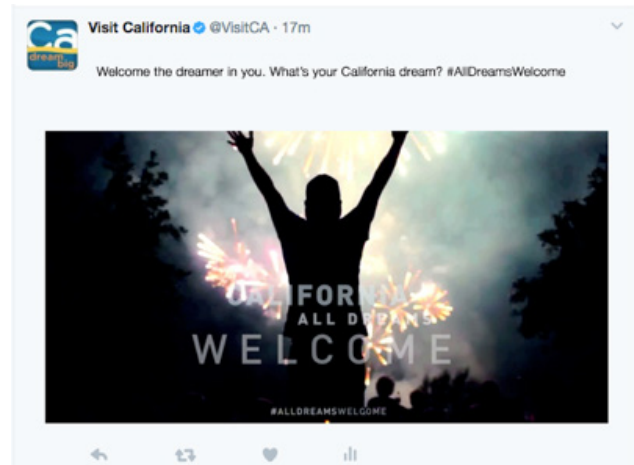 Ca
dream
big
Visit California @VisitCA · 17m
Welcome the dreamer in you. What's your California dream? #AllDreamsWelcome
CALIFORNIA
ALL DREAMS
WELCOME
#ALLDREAMSWELCOME